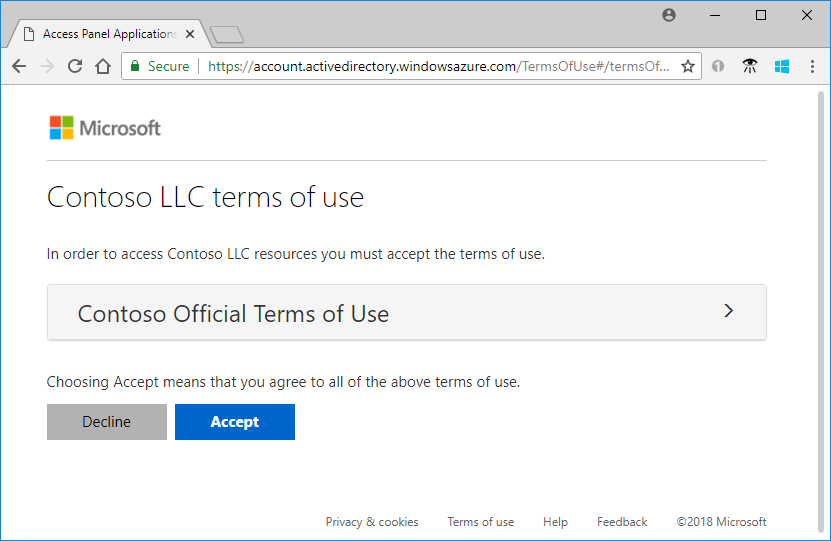 Access Panel Applications
Secure https://account.activedirectory.windowsazure.com/TermsOfUse#/termsOf...
Microsoft
Contoso LLC terms of use
In order to access Contoso LLC resources you must accept the terms of use.
Contoso Official Terms of Use
Choosing Accept means that you agree to all of the above terms of use.
Decline Accept
Privacy & cookies Terms of use Help Feedback ©2018 Microsoft